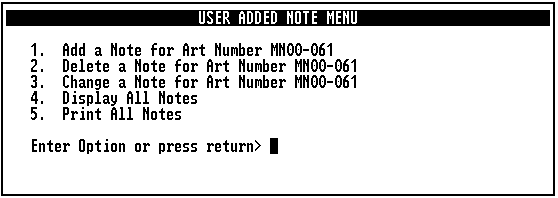 USER ADDED NOTE MENU
1. Add a Note for Art Number MN00-061
2. Delete a Note for Art Number MN00-061
3. Change a Note for Art Number MN00-061
4. Display All Notes
5. Print All Notes
Enter Option or press return>